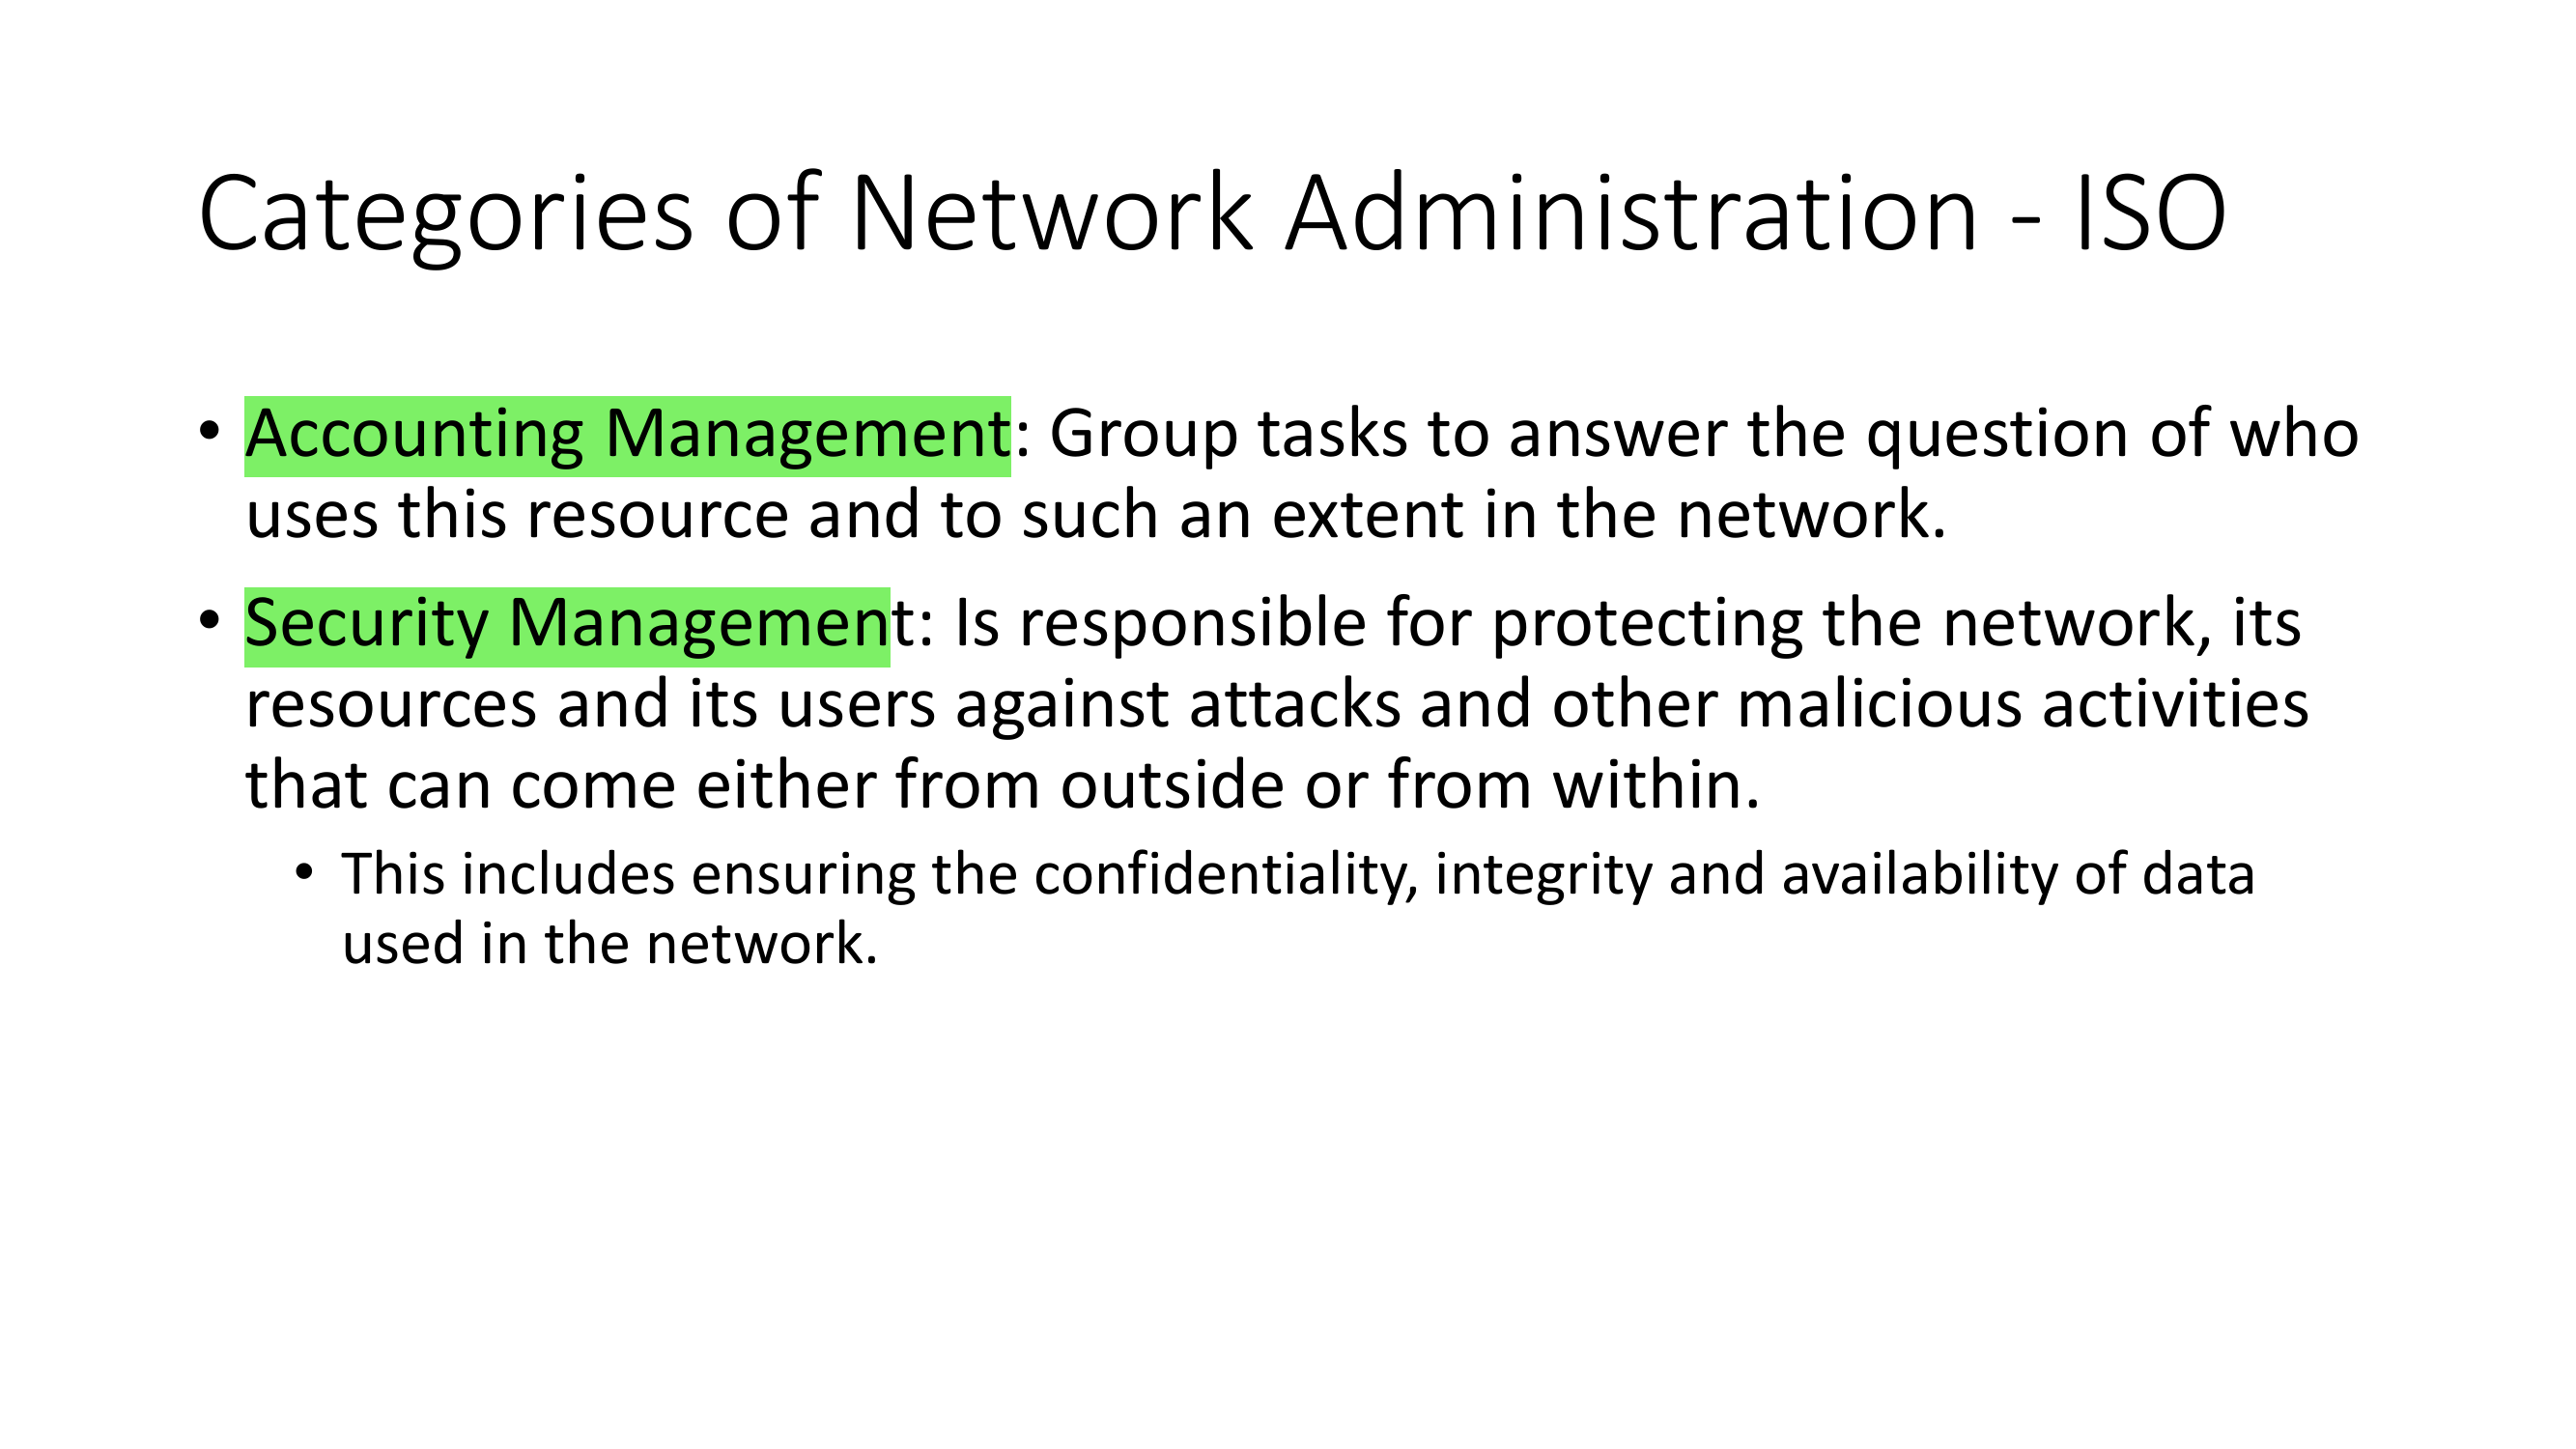 Categories of Network Administration - ISO
• Accounting Management: Group tasks to answer the question of who
uses this resource and to such an extent in the network.
• Security Management: Is responsible for protecting the network, its
resources and its users against attacks and other malicious activities
that can come either from outside or from within.
• This includes ensuring the confidentiality, integrity and availability of data
used in the network.